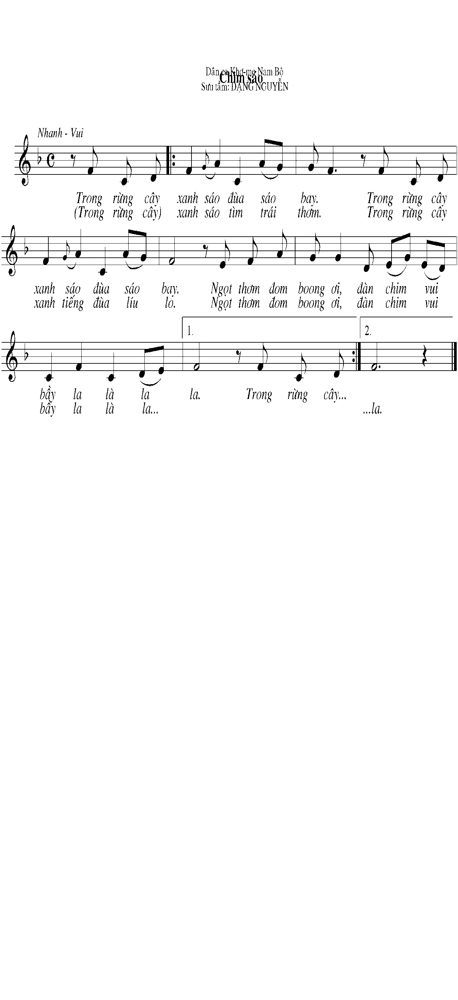 Dân ca Khơ-me Nam Bộ
Chim sáo
Sưu tầm: ĐẶNG NGUYỄN
Nhanh - Vui
Trong rừng cây xanh sáo đùa sáo bay. Trong rừng cây
(Trong rừng cây) xanh sáo tìm trái thơm. Trong rừng cây
xanh sáo đùa sáo bay. Ngọt thơm đom boong ơi, đàn chim vui
xanh tiếng đùa líu lo. Ngọt thơm đom boong ơi, đàn chim vui
1. 2.
bầy la là la la. Trong rừng cây...
bầy la là la... ...la.